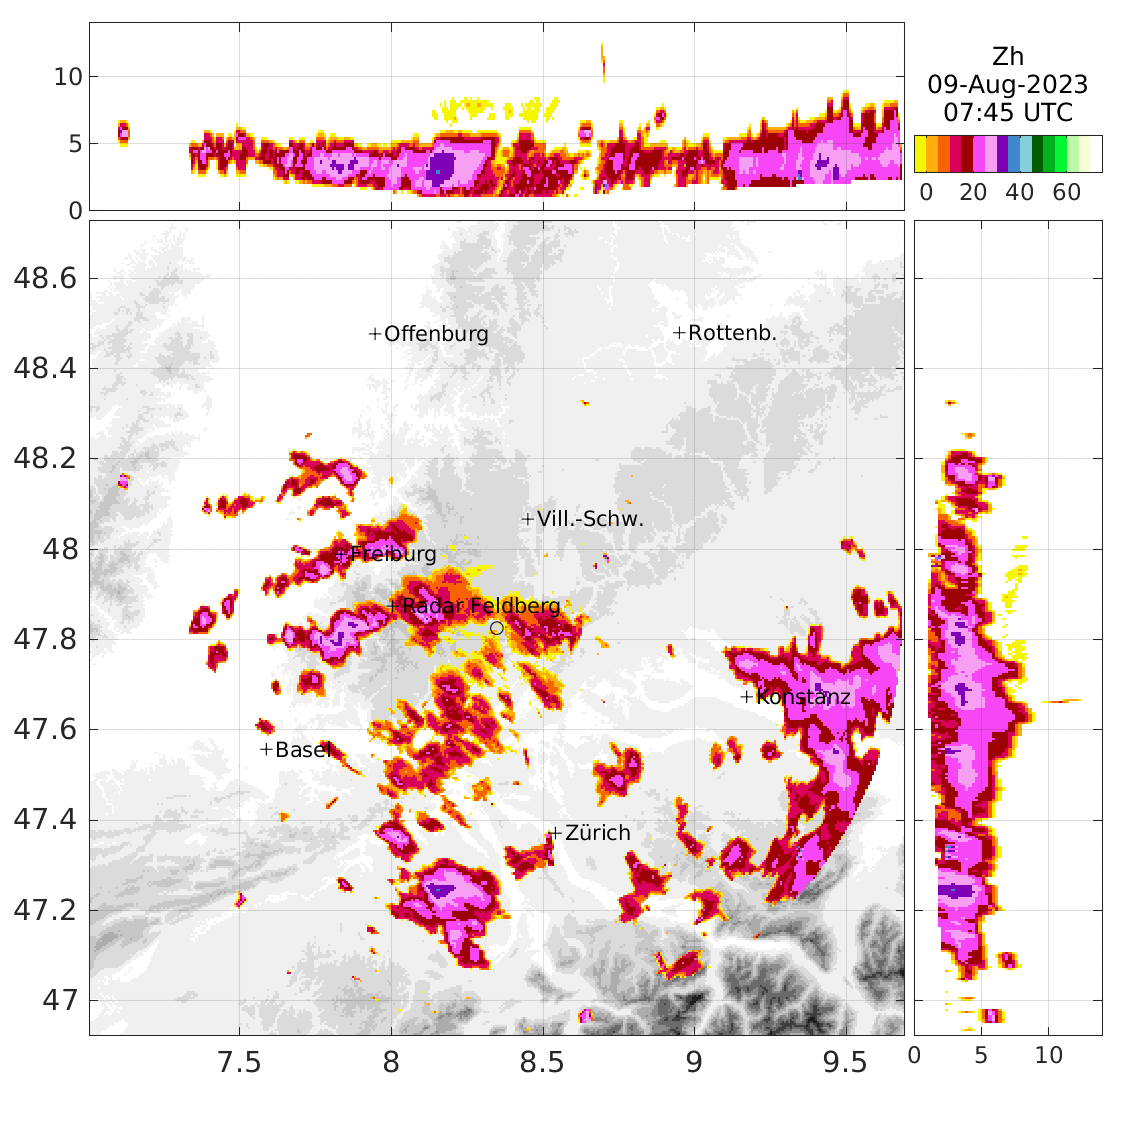 10
5
0
Zh
09-Aug-2023
07:45 UTC
0 20 40 60
48.6
48.4
48.2
48
47.8
47.6
47.4
47.2
47
+Offenburg
+Rottenb.
+Vill.-Schw.
+Freiburg
+Radar Feldberg
+Konstanz
+Basel
+Zürich
7.5 8 8.5 9 9.5
0 5 10